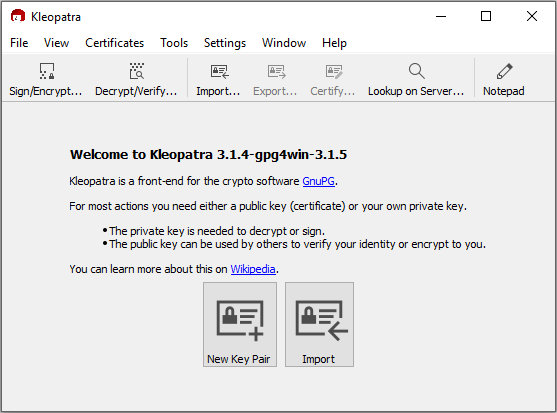 Kleopatra
File View Certificates Tools Settings Window Help
Sign/Encrypt... Decrypt/Verify... Import... Export... Certify... Lookup on Server... Notepad
Welcome to Kleopatra 3.1.4-gpg4win-3.1.5
Kleopatra is a front-end for the crypto software GnuPG.
For most actions you need either a public key (certificate) or your own private key.
•The private key is needed to decrypt or sign.
•The public key can be used by others to verify your identity or encrypt to you.
You can learn more about this on Wikipedia.
New Key Pair Import